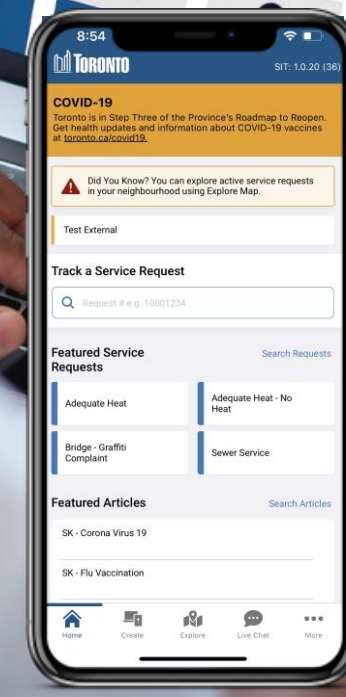 8:54
TORONTO
SIT: 1.0.20 (36)
COVID-19
Toronto is in Step Three of the Province's Roadmap to Reopen.
Get health updates and information about COVID-19 vaccines
at toronto.ca/covid19.
Did You Know? You can explore active service requests
in your neighbourhood using Explore Map.
Test External
Track a Service Request
Request # e.g. 10001234
Featured Service
Requests
Search Requests
Adequate Heat
Adequate Heat - No
Heat
Bridge - Graffiti
Complaint
Sewer Service
Featured Articles
Search Articles
SK - Corona Virus 19
SK - Flu Vaccination
Home
Create
Explore
Live Chat
More